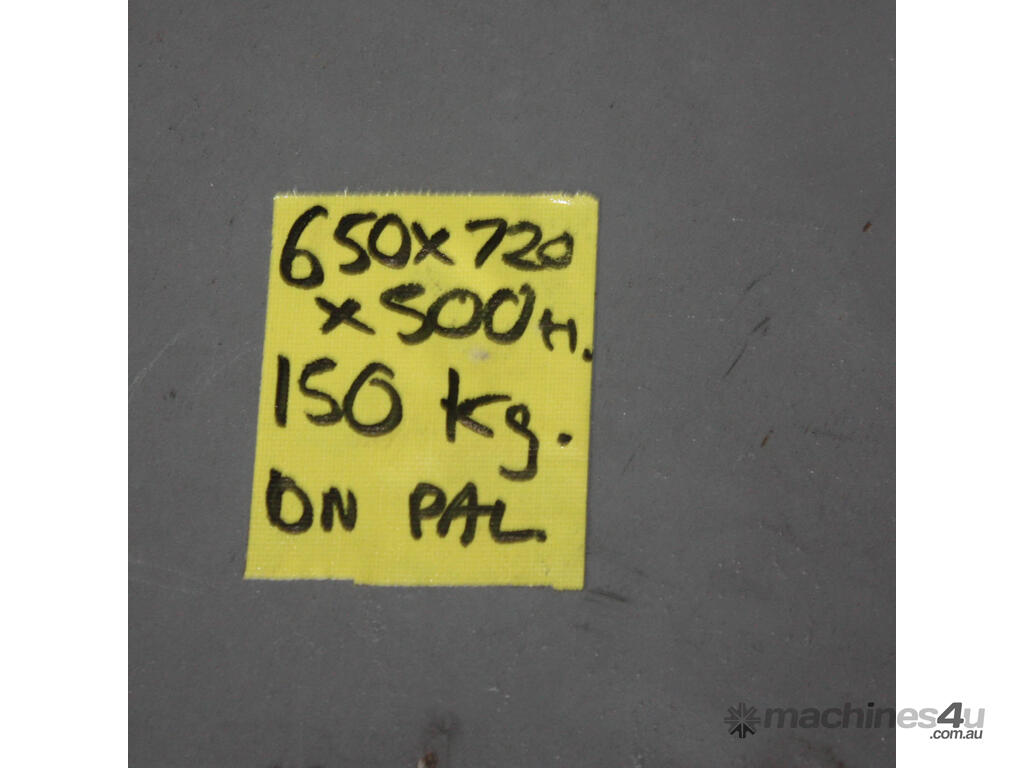 650x720
x500H.
150 kg.
ON PAL.
machines4u
.com.au